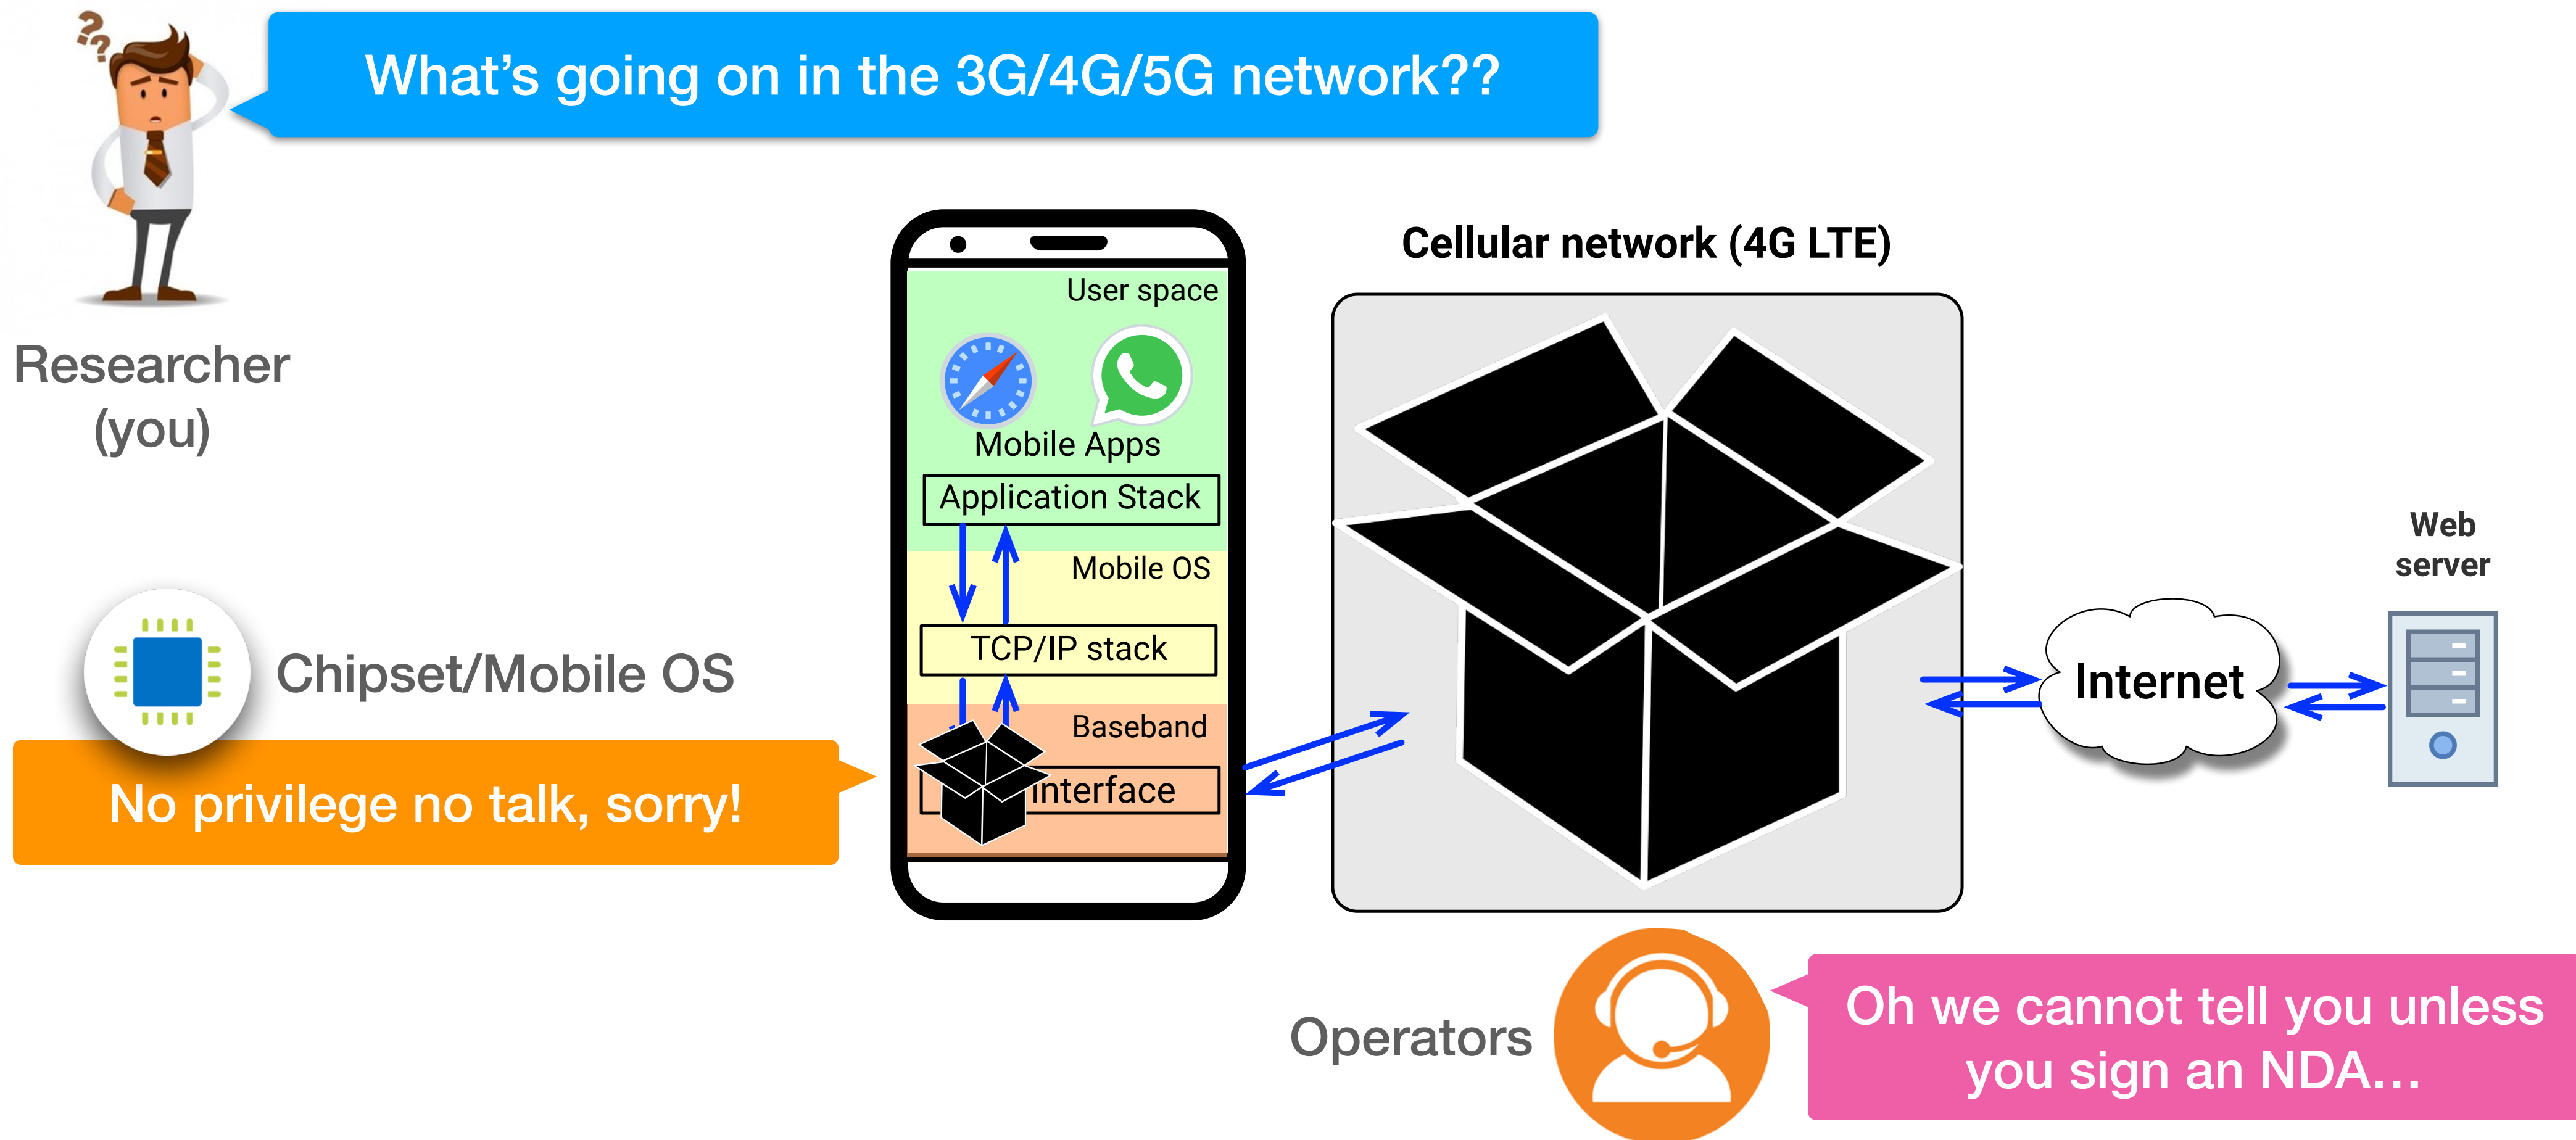 ??
What’s going on in the 3G/4G/5G network??
Researcher
(you)
Cellular network (4G LTE)
User space
Mobile Apps
Application Stack
Mobile OS
TCP/IP stack
Baseband
interface
Chipset/Mobile OS
No privilege no talk, sorry!
Internet
Web
server
Operators
Oh we cannot tell you unless
you sign an NDA…